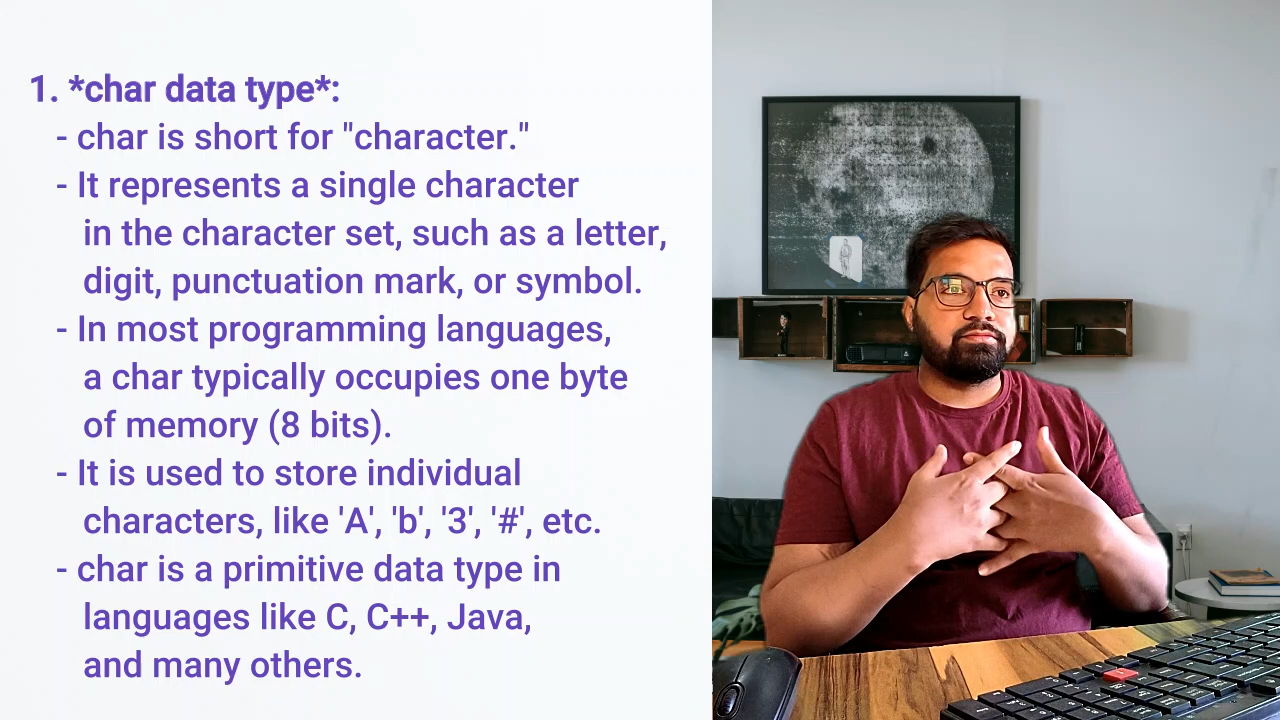 1. *char data type*:
- char is short for "character."
- It represents a single character
in the character set, such as a letter,
digit, punctuation mark, or symbol.
- In most programming languages,
a char typically occupies one byte
of memory (8 bits).
- It is used to store individual
characters, like 'A', 'b', '3', '#', etc.
- char is a primitive data type in
languages like C, C++, Java,
and many others.